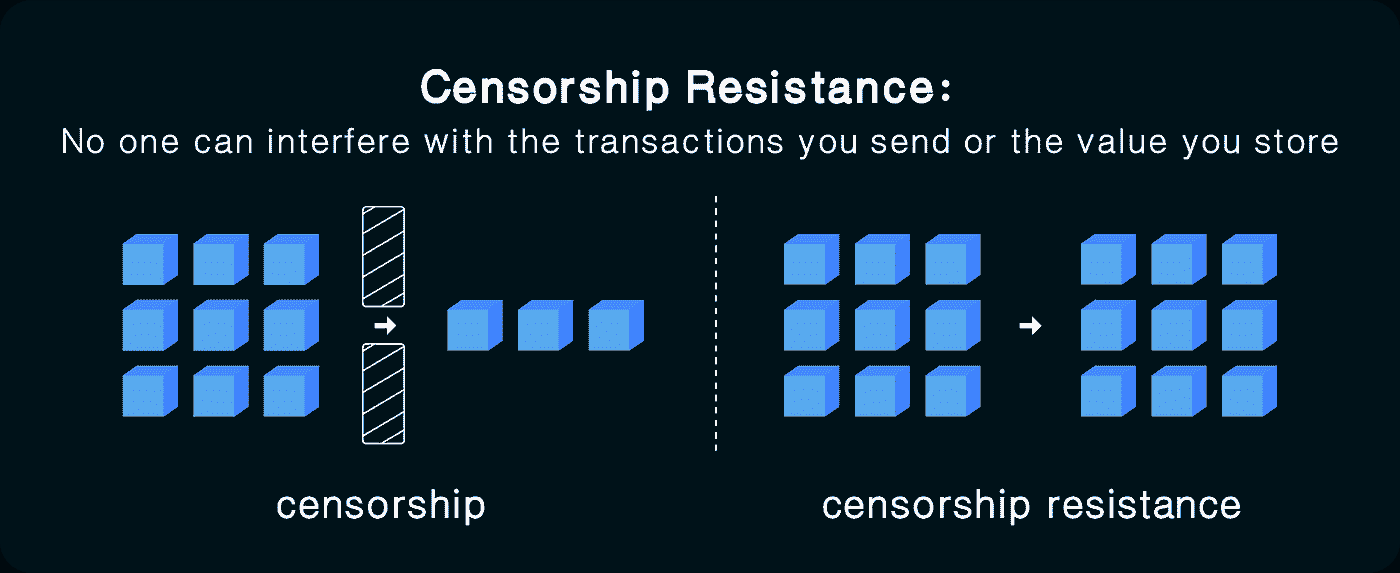 Censorship Resistance:
No one can interfere with the transactions you send or the value you store
censorship
censorship resistance